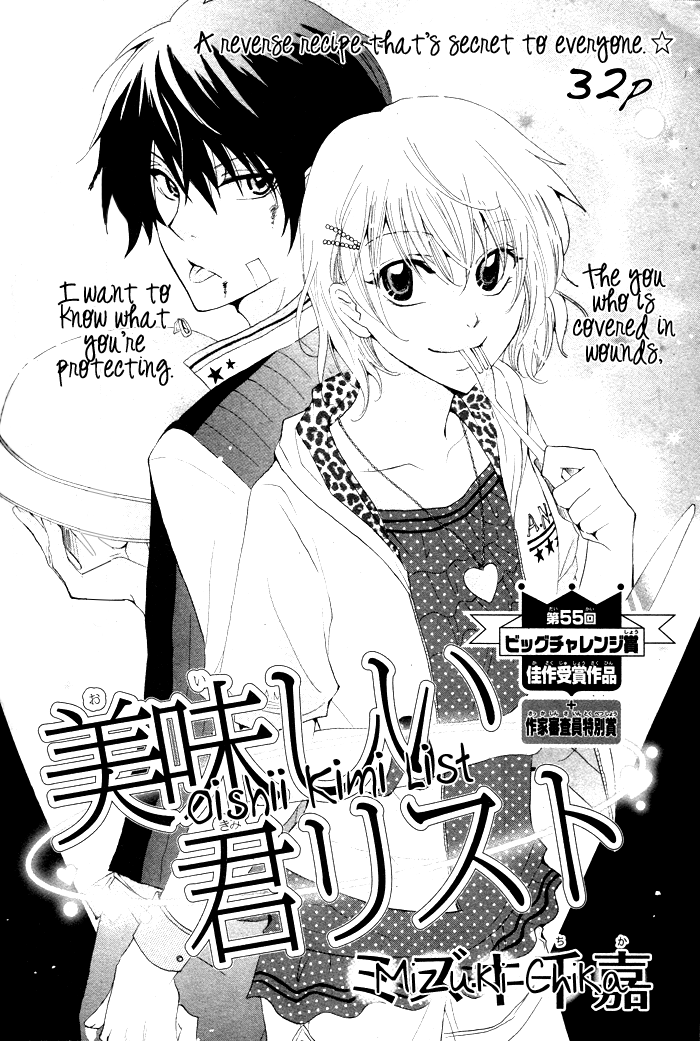 A reverse recipe that's secret to everyone.☆
32p
The you
who is
covered in
wounds,
I want to
know what
you're
protecting.
A.N
第55回
ビッグチャレンジ賞
佳作受賞作品
+
作家審査員特別賞
美味しい
Oishii Kimi List
君リスト
Mizuki Chika